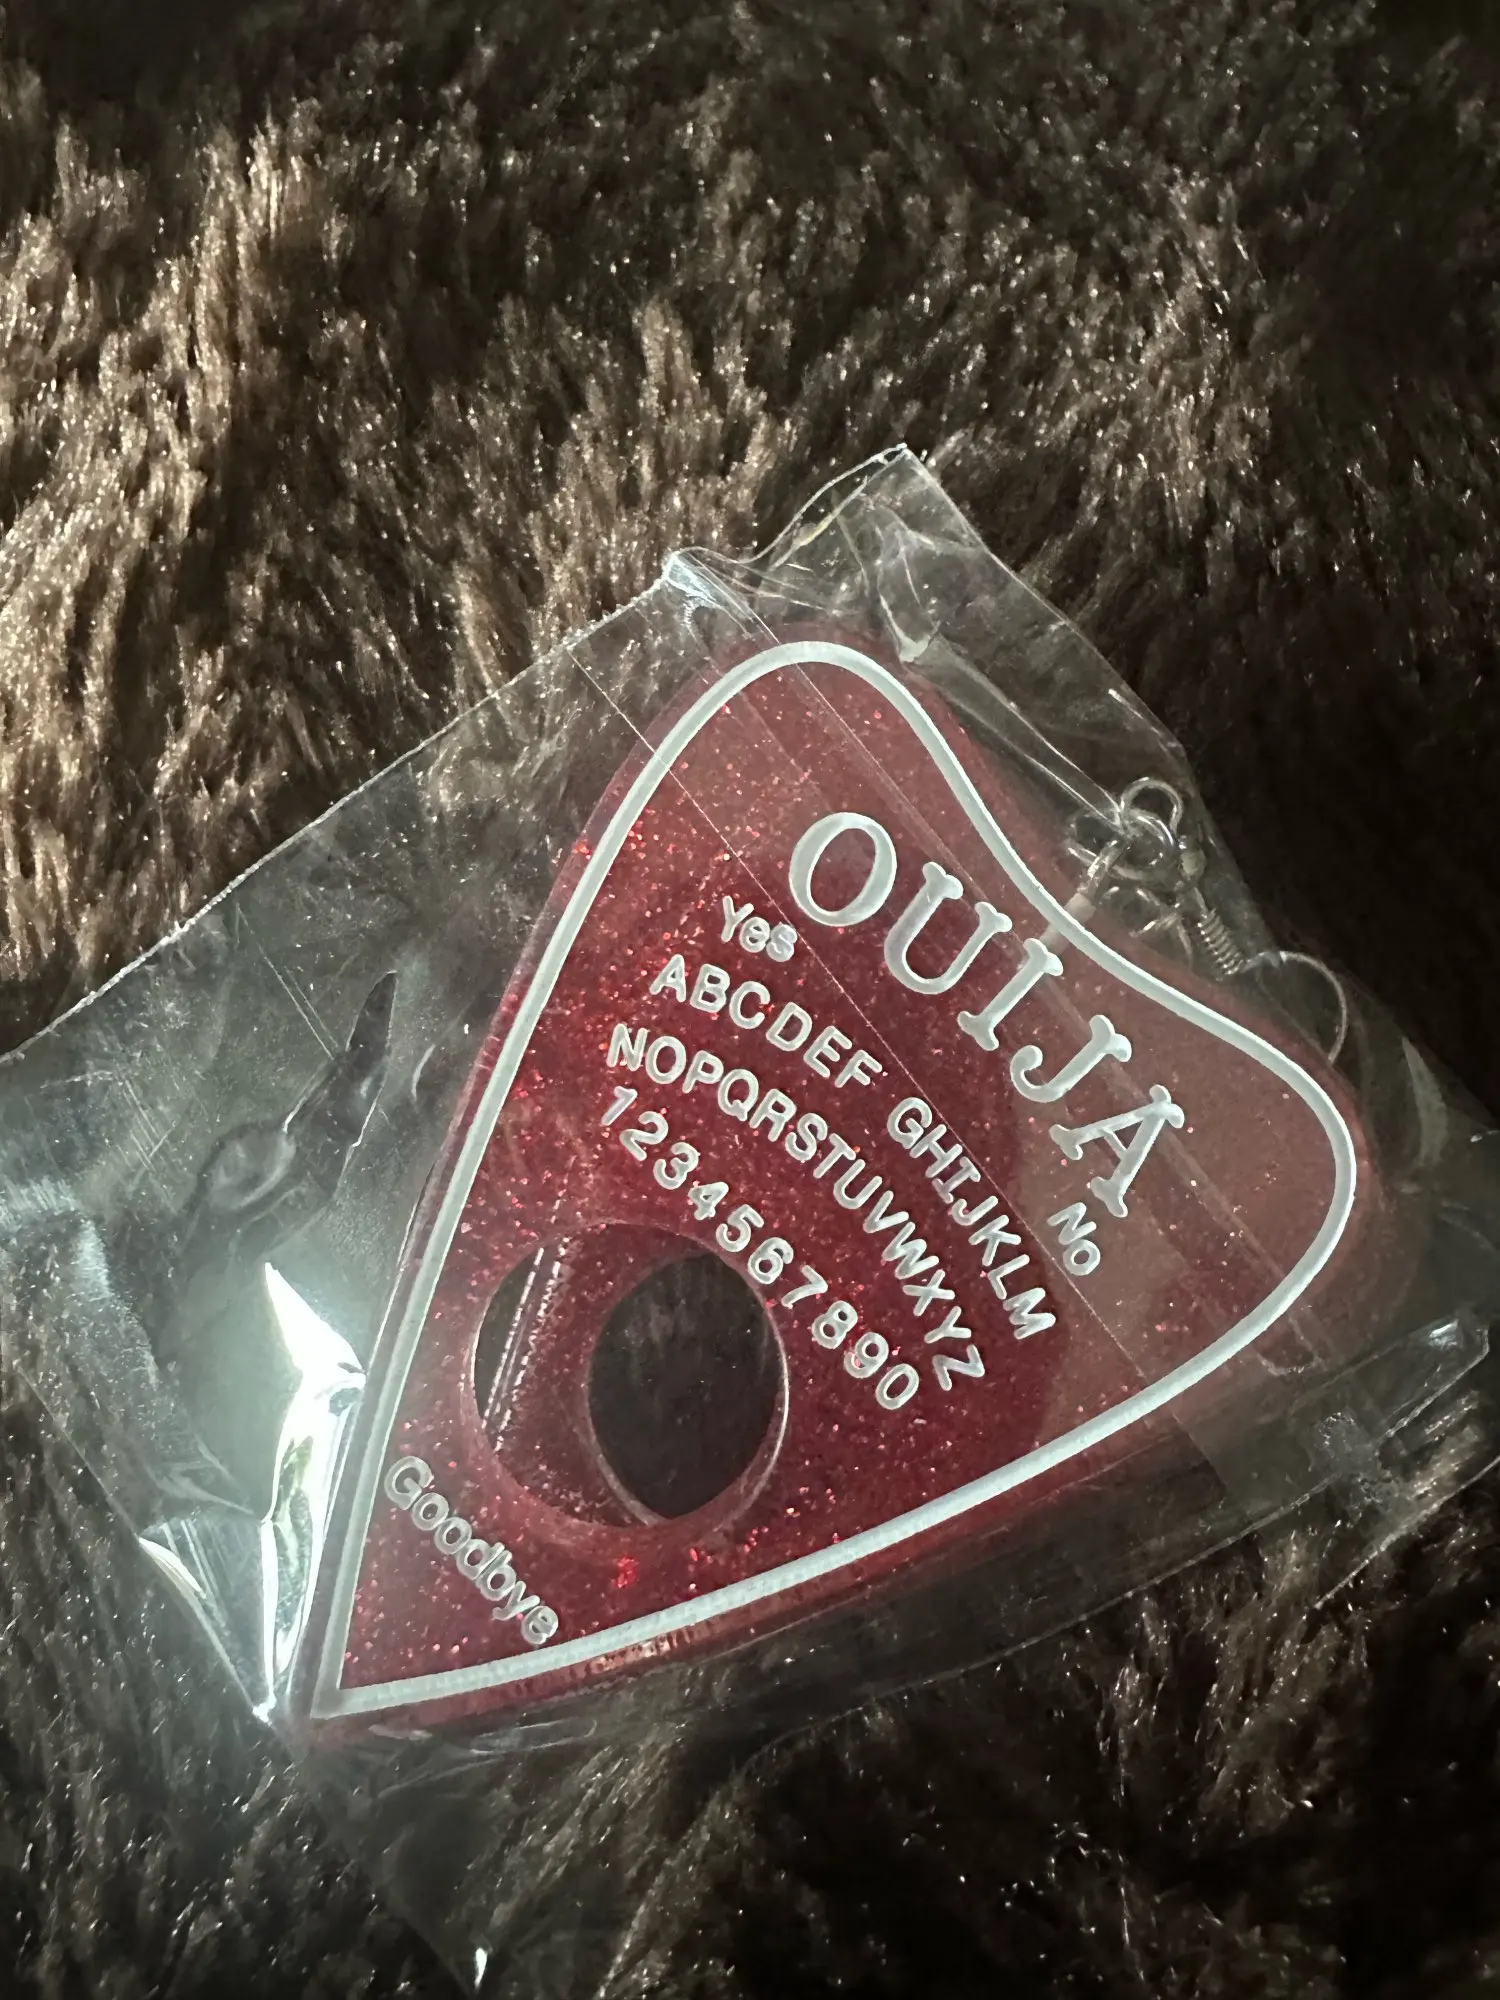 OUIJA
Yes No
ABCDEF GHIJKLM
NOPQRSTUVWXYZ
1234567890
Goodbye